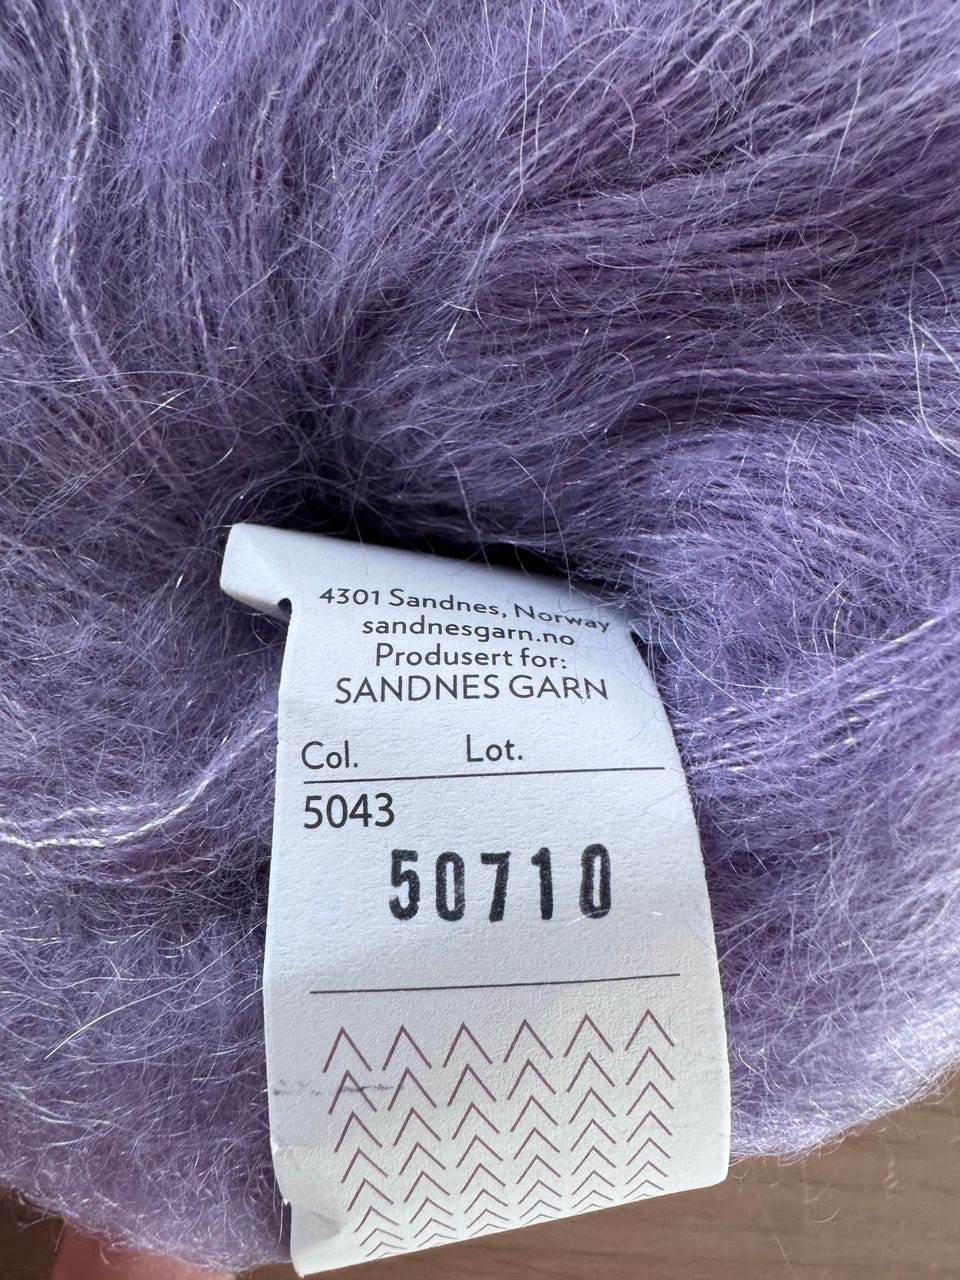 4301 Sandnes, Norway
sandnesgarn.no
Produsert for:
SANDNES GARN
Col. Lot.
5043
50710